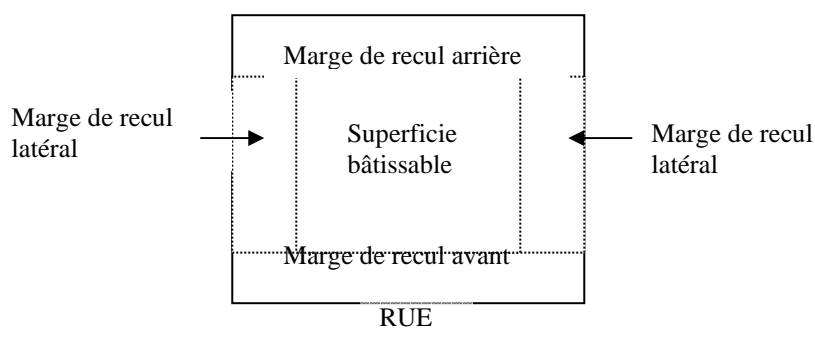 Marge de recul arrière
Marge de recul
latéral
Superficie
bâtissable
Marge de recul
latéral
Marge de recul avant
RUE